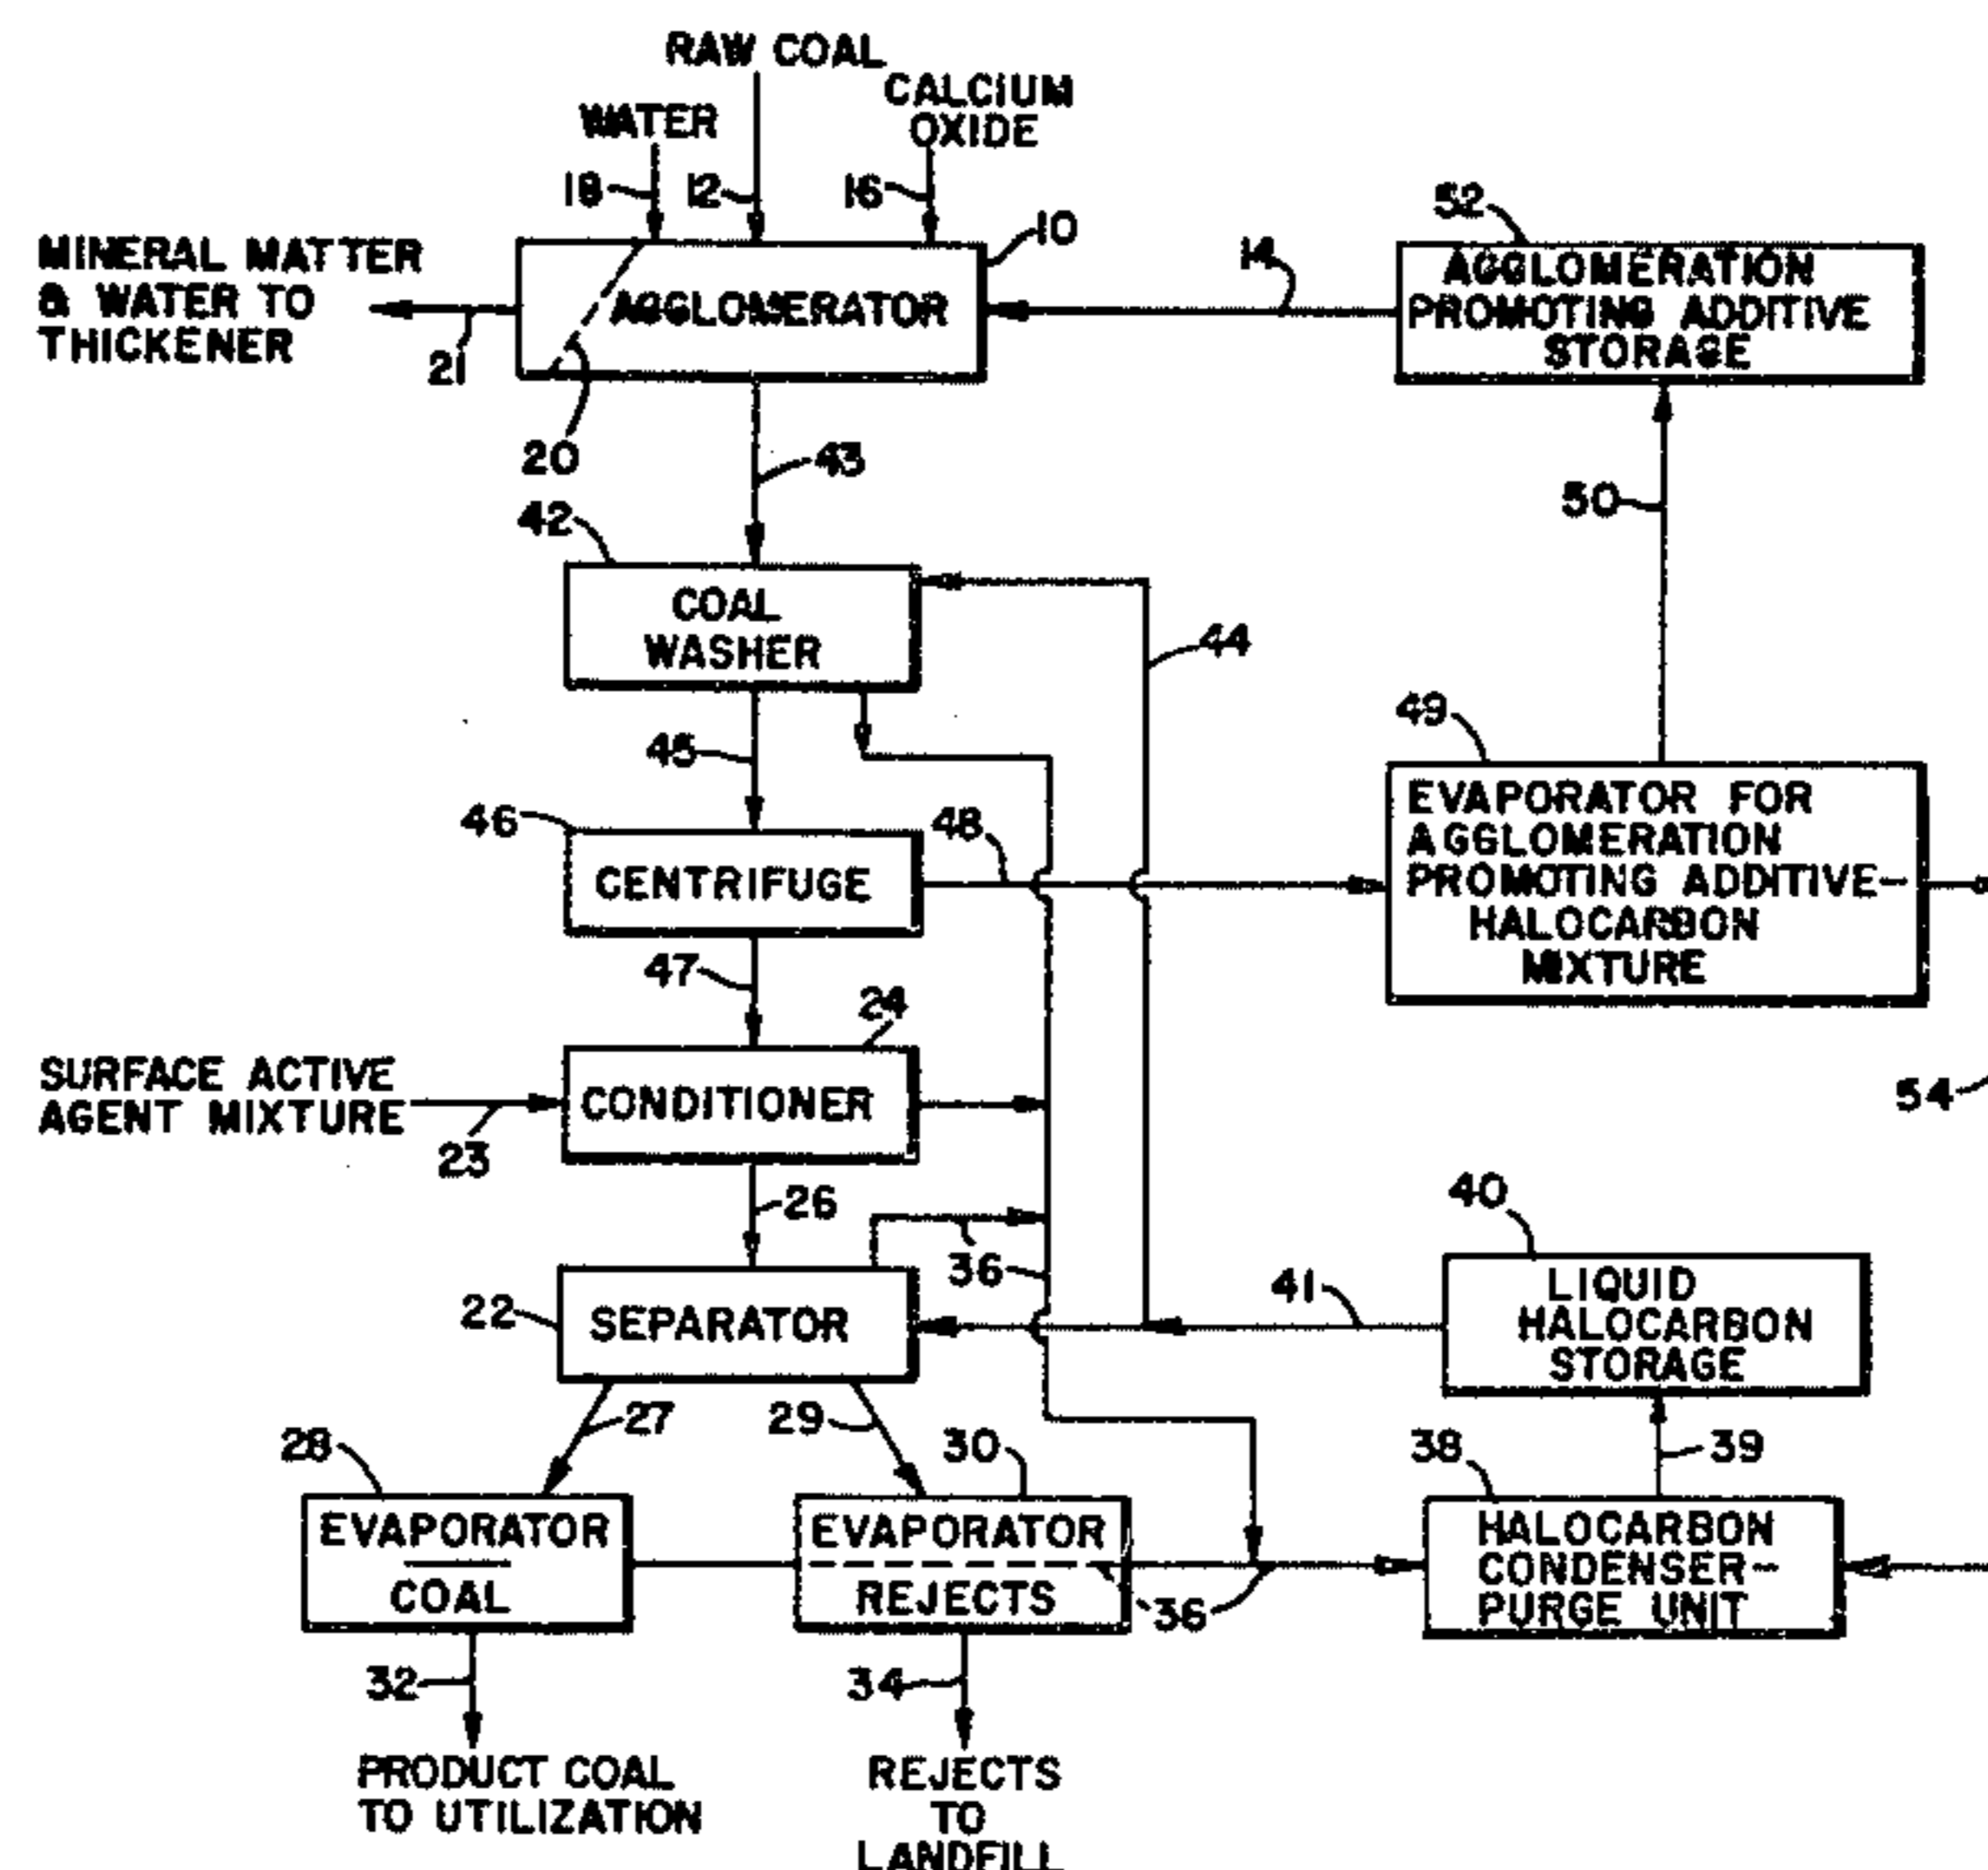 RAW COAL
CALCIUM
OXIDE
WATER
18
12
16
10
52
MINERAL MATTER
& WATER TO
THICKENER
21
AGGLOMERATOR
14
AGGLOMERATION
PROMOTING ADDITIVE
STORAGE
20
43
50
42
COAL
WASHER
44
45
49
46
CENTRIFUGE
48
EVAPORATOR FOR
AGGLOMERATION
PROMOTING ADDITIVE-
HALOCARBON
MIXTURE
47
24
SURFACE ACTIVE
AGENT MIXTURE
23
CONDITIONER
54
26
36
36
40
22
SEPARATOR
41
LIQUID
HALOCARBON
STORAGE
27
29
28
30
38
39
EVAPORATOR
COAL
EVAPORATOR
REJECTS
36
HALOCARBON
CONDENSER-
PURGE UNIT
32
34
PRODUCT COAL
TO UTILIZATION
REJECTS
TO
LANDFILL